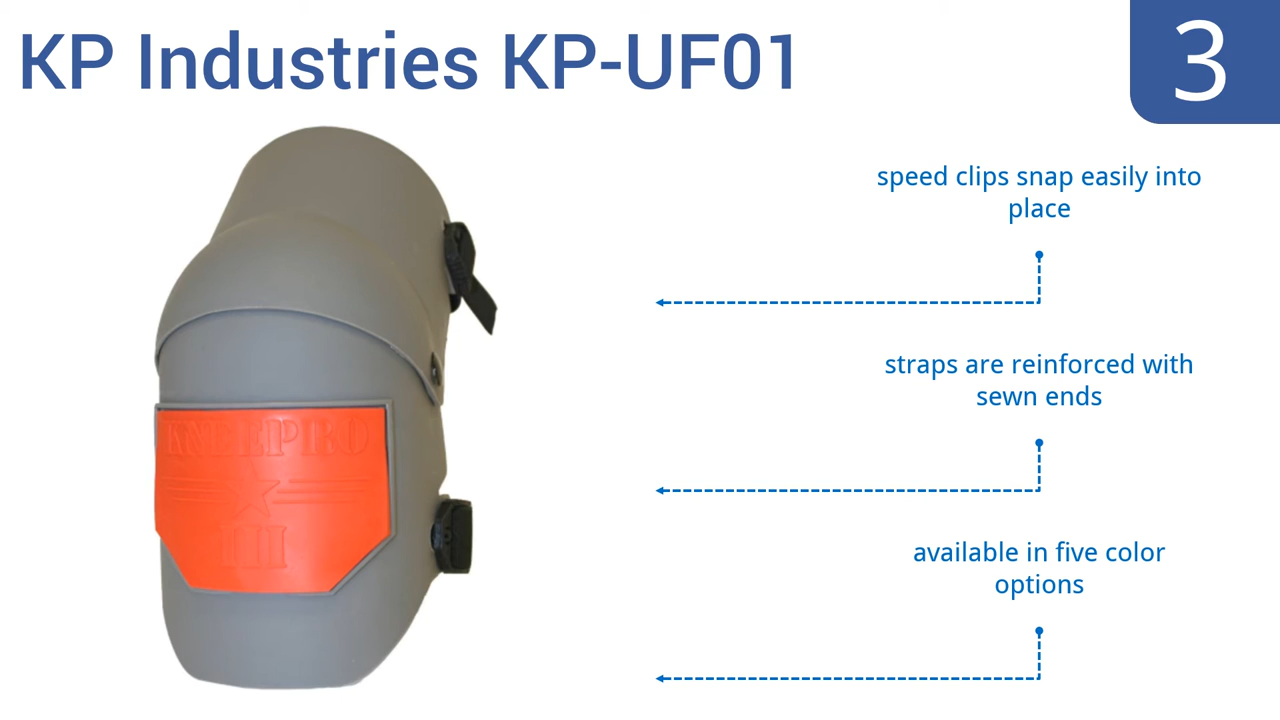 KP Industries KP-UF01
3
speed clips snap easily into
place
straps are reinforced with
sewn ends
available in five color
options
KNEEPRO
III